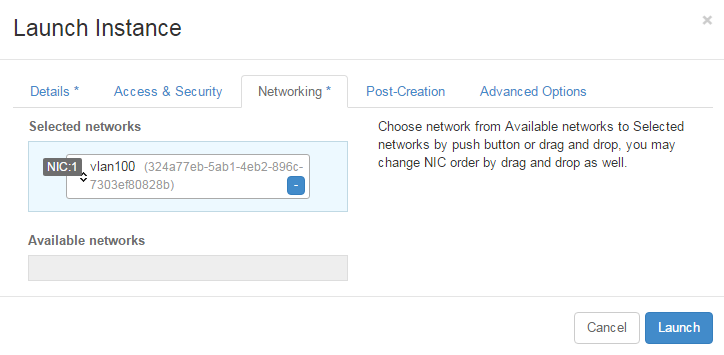 Launch Instance
×
Details *
Access & Security
Networking *
Post-Creation
Advanced Options
Selected networks
NIC:1
vlan100 (324a77eb-5ab1-4eb2-896c-
7303ef80828b)
-
Choose network from Available networks to Selected
networks by push button or drag and drop, you may
change NIC order by drag and drop as well.
Available networks
Cancel
Launch